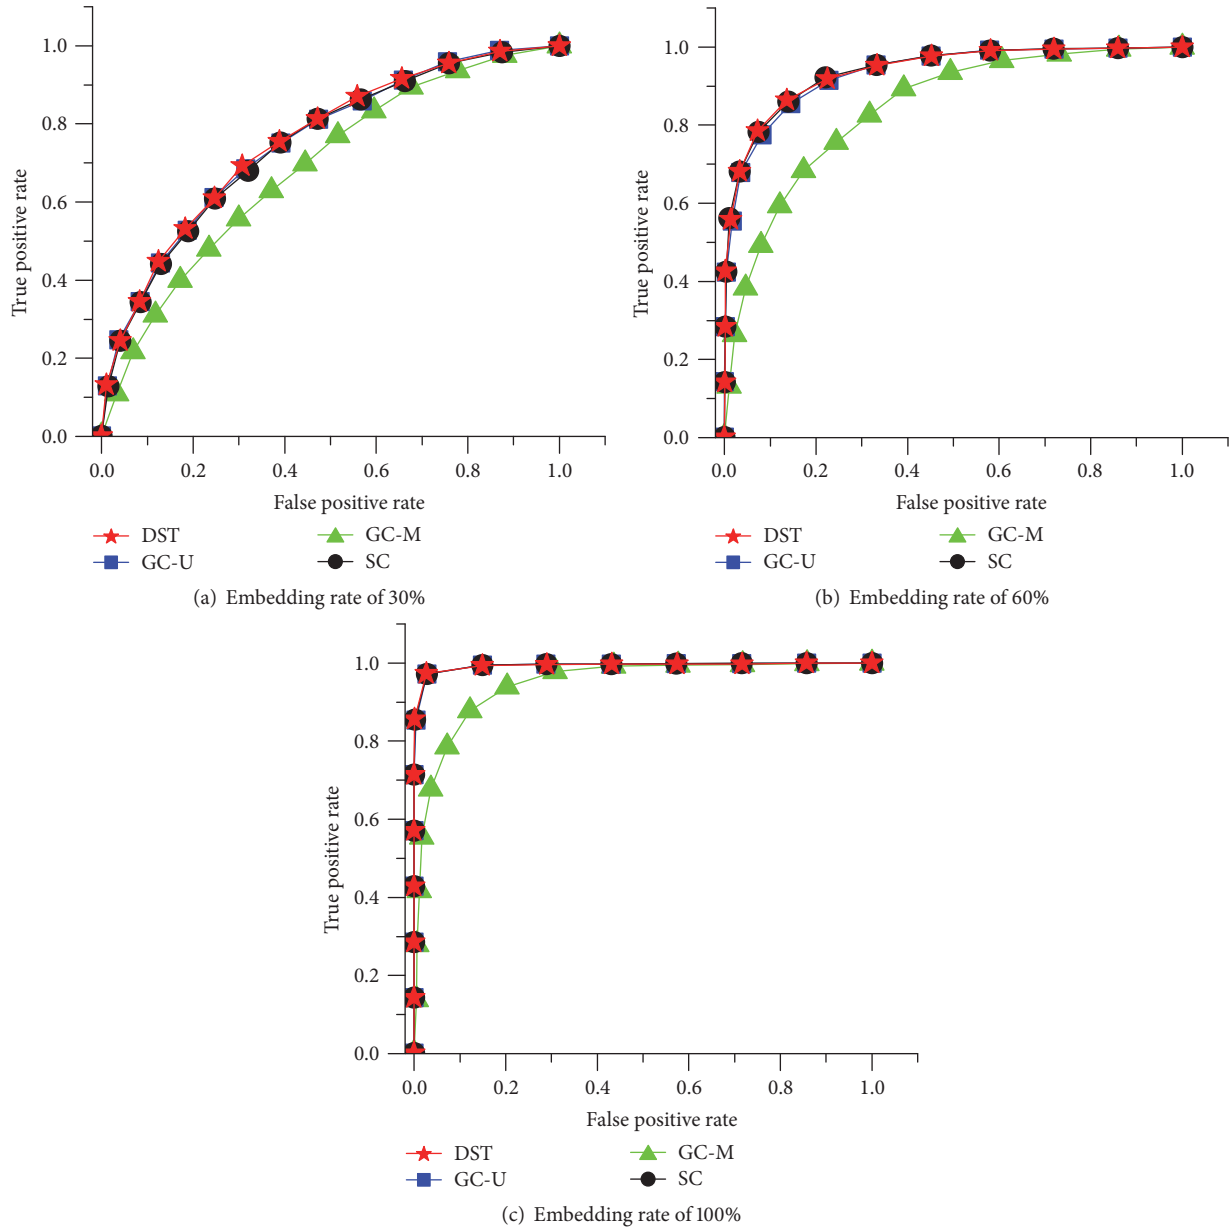 1.0
0.8
0.6
0.4
0.2
0.0
True positive rate
0.0 0.2 0.4 0.6 0.8 1.0
False positive rate
DST GC-M
GC-U SC
(a) Embedding rate of 30%
1.0
0.8
0.6
0.4
0.2
0.0
True positive rate
0.0 0.2 0.4 0.6 0.8 1.0
False positive rate
DST GC-M
GC-U SC
(b) Embedding rate of 60%
1.0
0.8
0.6
0.4
0.2
0.0
True positive rate
0.0 0.2 0.4 0.6 0.8 1.0
False positive rate
DST GC-M
GC-U SC
(c) Embedding rate of 100%